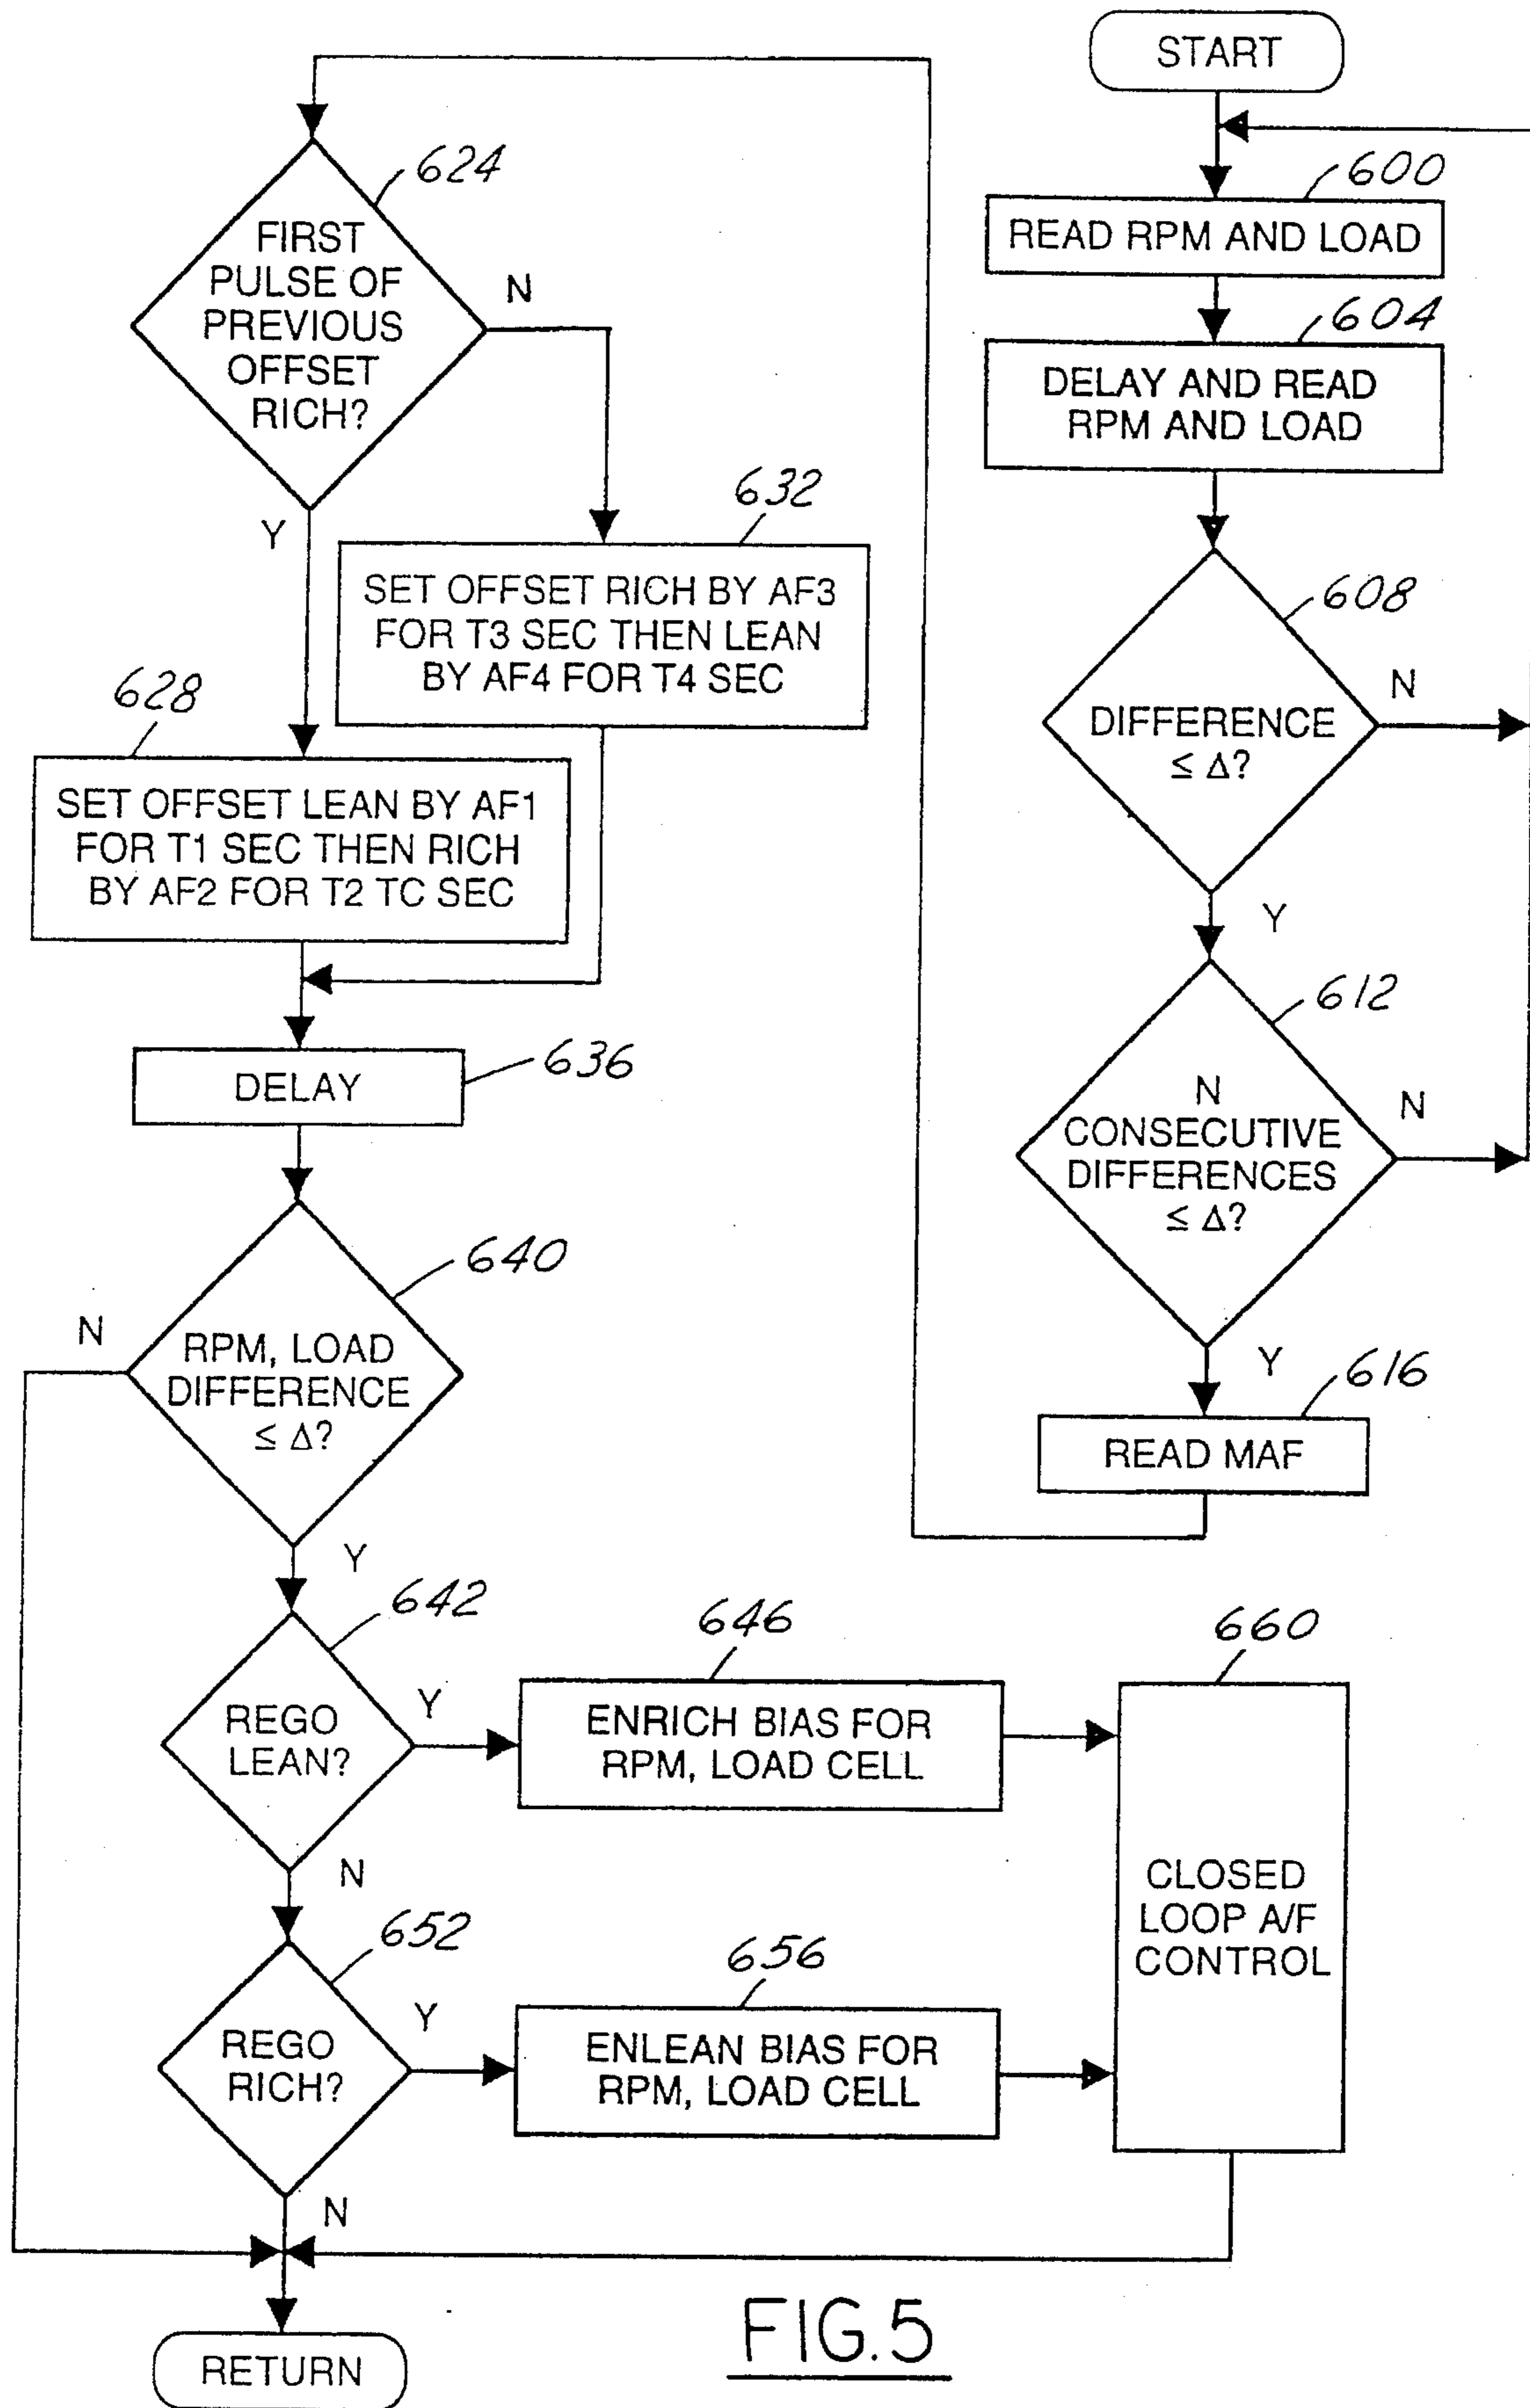 START
600
READ RPM AND LOAD
604
DELAY AND READ
RPM AND LOAD
608
DIFFERENCE
≤ Δ?
N
Y
612
N
CONSECUTIVE
DIFFERENCES
≤ Δ?
N
Y
616
READ MAF
624
FIRST
PULSE OF
PREVIOUS
OFFSET
RICH?
N
Y
632
SET OFFSET RICH BY AF3
FOR T3 SEC THEN LEAN
BY AF4 FOR T4 SEC
628
SET OFFSET LEAN BY AF1
FOR T1 SEC THEN RICH
BY AF2 FOR T2 TC SEC
DELAY
636
640
N
RPM, LOAD
DIFFERENCE
≤ Δ?
Y
642
REGO
LEAN?
Y
N
646
ENRICH BIAS FOR
RPM, LOAD CELL
660
CLOSED
LOOP A/F
CONTROL
652
REGO
RICH?
Y
N
656
ENLEAN BIAS FOR
RPM, LOAD CELL
RETURN
FIG.5